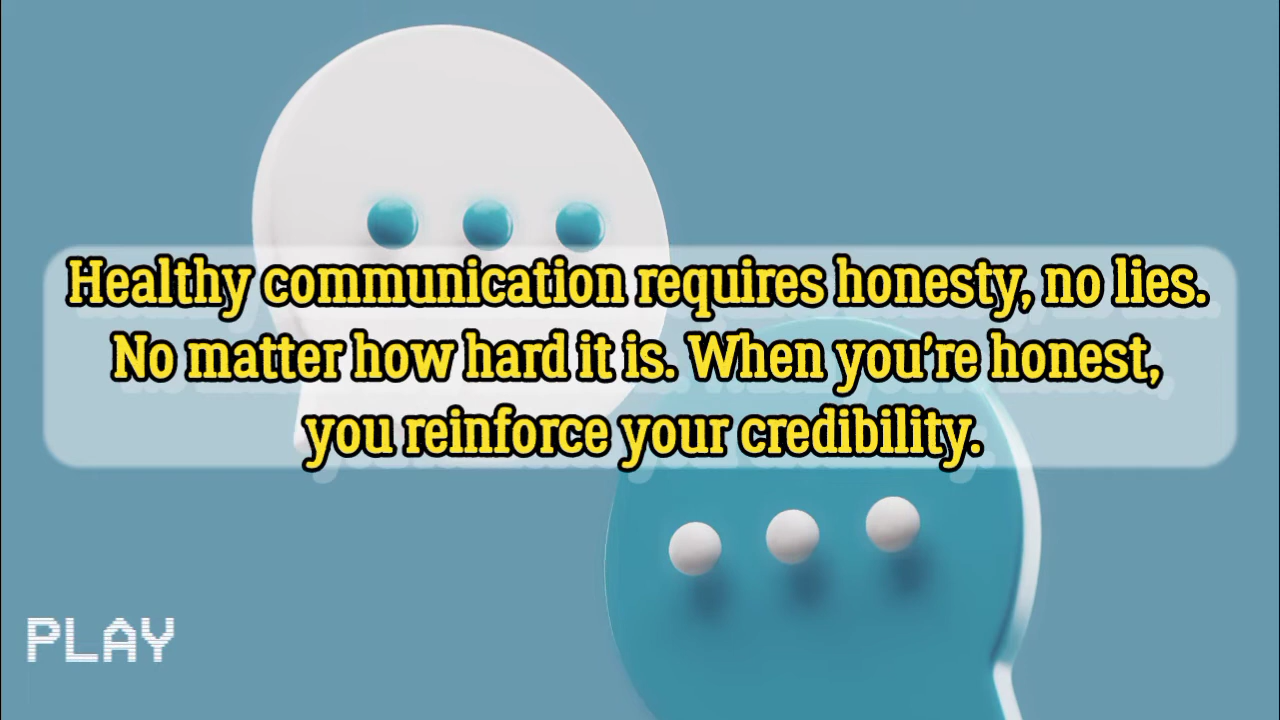 Healthy communication requires honesty, no lies.
No matter how hard it is. When you're honest,
you reinforce your credibility.
PLAY